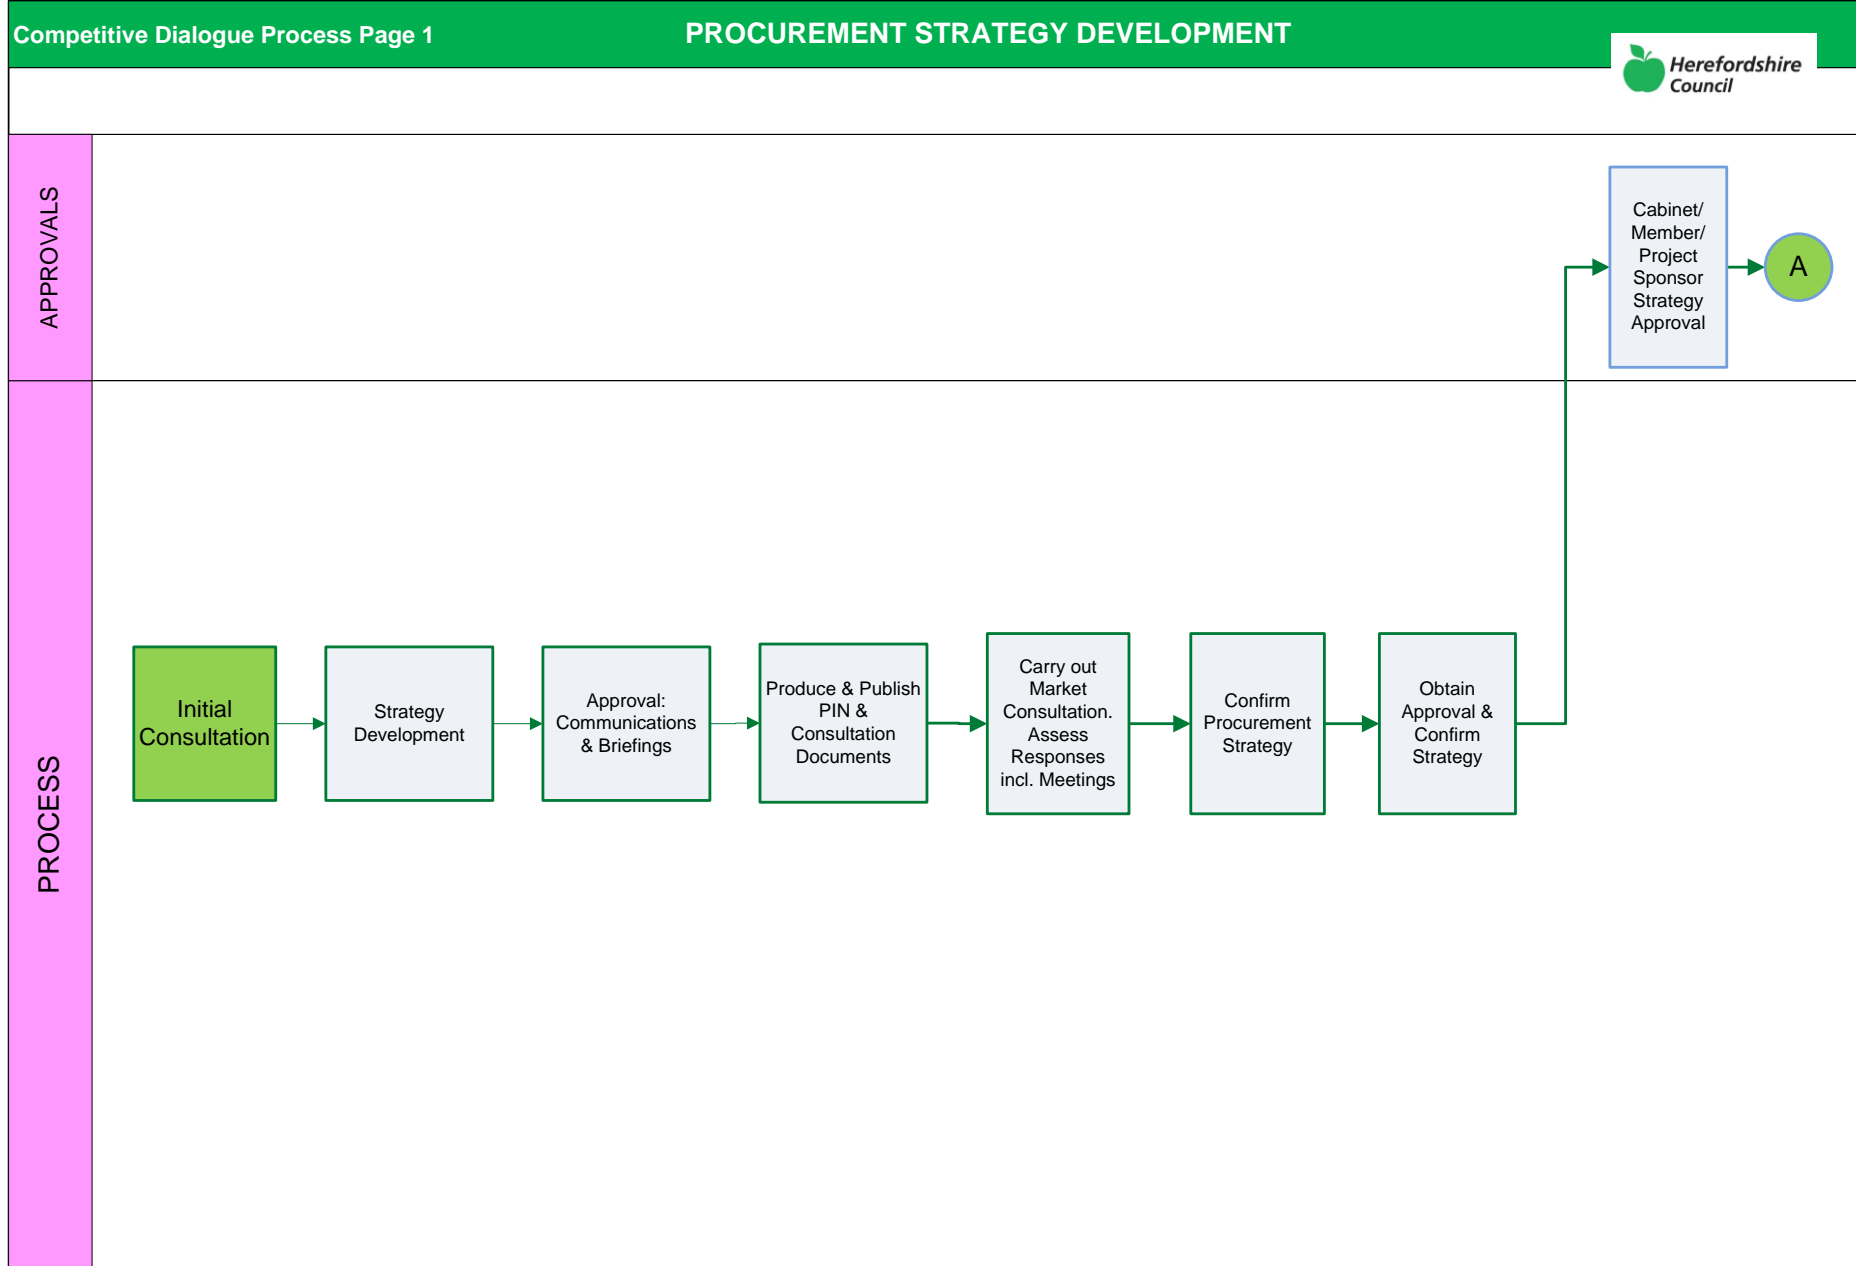 Competitive Dialogue Process Page 1
PROCUREMENT STRATEGY DEVELOPMENT
Herefordshire
Council
APPROVALS
Cabinet/
Member/
Project
Sponsor
Strategy
Approval
A
PROCESS
Initial
Consultation
Strategy
Development
Approval:
Communications
& Briefings
Produce & Publish
PIN &
Consultation
Documents
Carry out
Market
Consultation.
Assess
Responses
incl. Meetings
Confirm
Procurement
Strategy
Obtain
Approval &
Confirm
Strategy